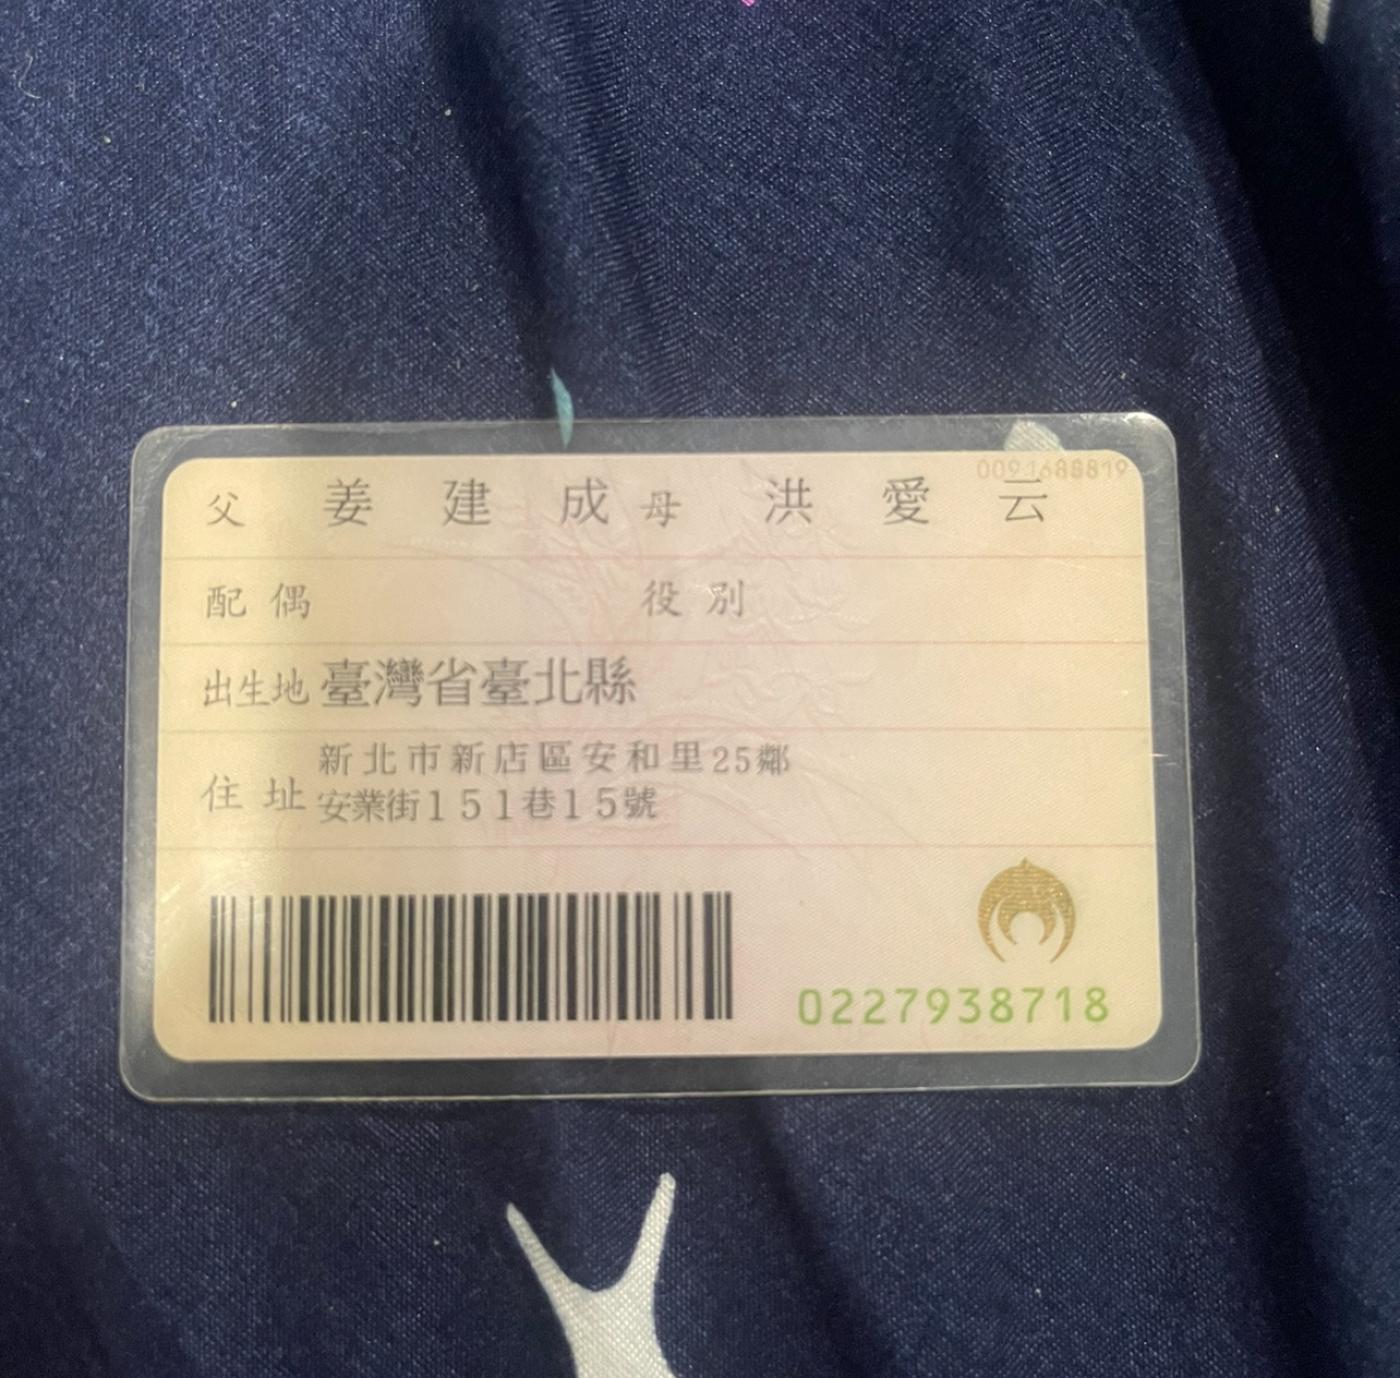 0091688819
父 姜建成 母 洪愛云
配偶 役別
出生地 臺灣省臺北縣
住址 新北市新店區安和里25鄰
安業街151巷15號
0227938718